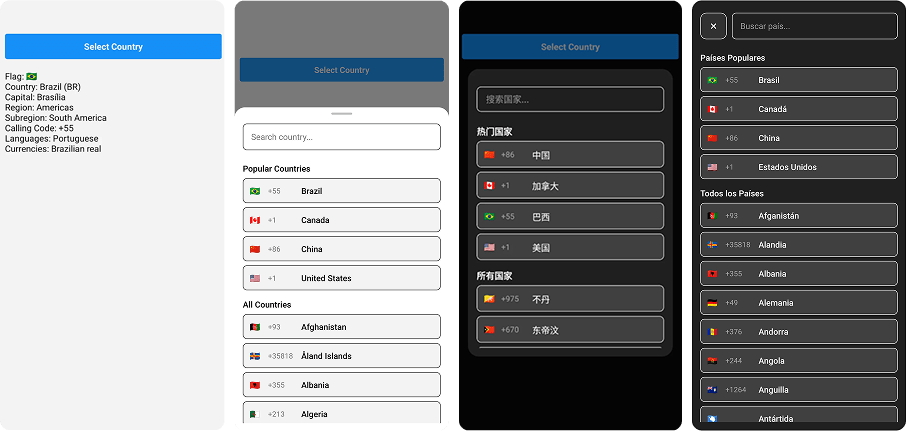 Select Country
Flag: 🇧🇷
Country: Brazil (BR)
Capital: Brasília
Region: Americas
Subregion: South America
Calling Code: +55
Languages: Portuguese
Currencies: Brazilian real
Select Country
Search country...
Popular Countries
+55 Brazil
+1 Canada
+86 China
+1 United States
All Countries
+93 Afghanistan
+35818 Åland Islands
+355 Albania
+213 Algeria
Select Country
搜索国家...
热门国家
+86 中国
+1 加拿大
+55 巴西
+1 美国
所有国家
+975 不丹
+670 东帝汶
× Buscar país...
Países Populares
+55 Brasil
+1 Canadá
+86 China
+1 Estados Unidos
Todos los Países
+93 Afganistán
+35818 Alandia
+355 Albania
+49 Alemania
+376 Andorra
+244 Angola
+1264 Anguilla
Antártida